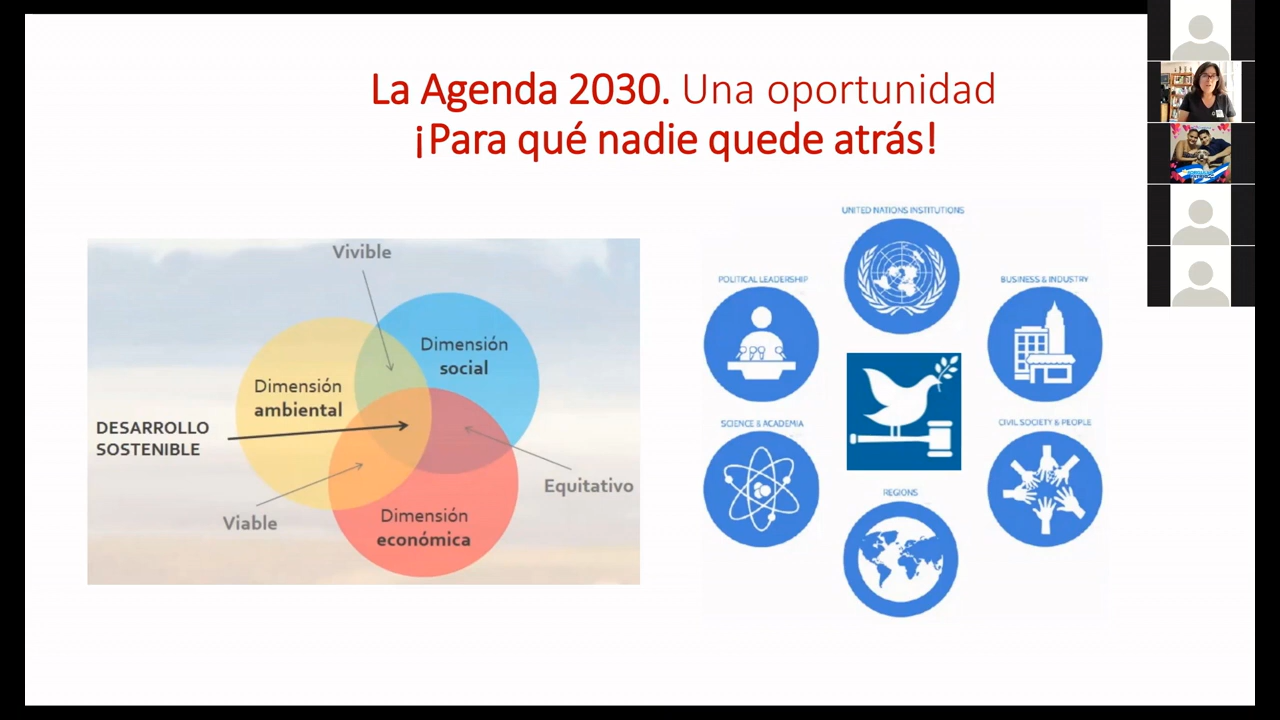 La Agenda 2030. Una oportunidad
¡Para qué nadie quede atrás!
Vivible
Dimensión
social
Dimensión
ambiental
DESARROLLO
SOSTENIBLE
Equitativo
Viable
Dimensión
económica
UNITED NATIONS INSTITUTIONS
POLITICAL LEADERSHIP
BUSINESS & INDUSTRY
SCIENCE & ACADEMIA
CIVIL SOCIETY & PEOPLE
REGIONS